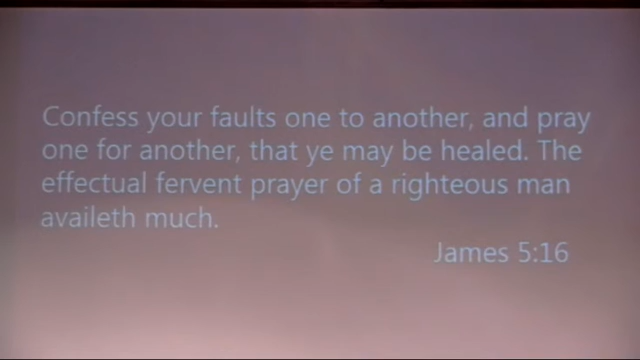 Confess your faults one to another, and pray
one for another, that ye may be healed. The
effectual fervent prayer of a righteous man
availeth much.
James 5:16